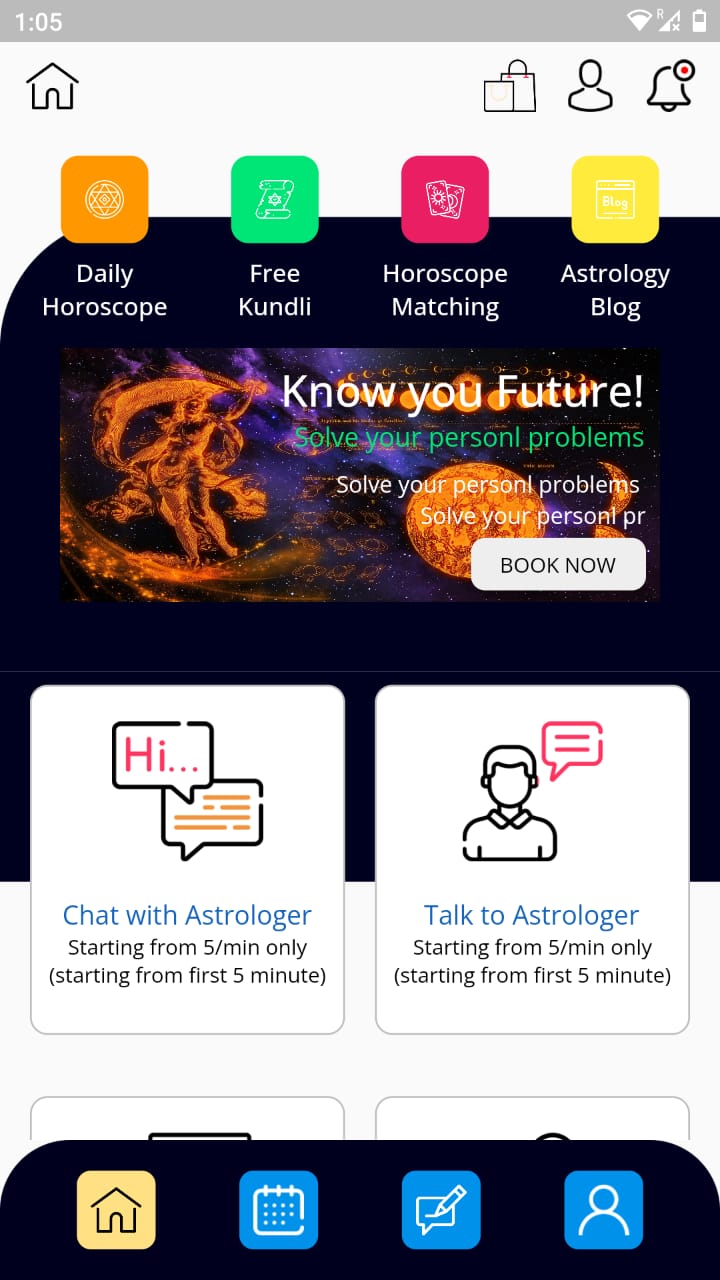 1:05
R
Blog
Daily
Horoscope
Free
Kundli
Horoscope
Matching
Astrology
Blog
Know you Future!
Solve your personl problems
Solve your personl problems
Solve your personl pr
BOOK NOW
Hi...
Chat with Astrologer
Starting from 5/min only
(starting from first 5 minute)
Talk to Astrologer
Starting from 5/min only
(starting from first 5 minute)